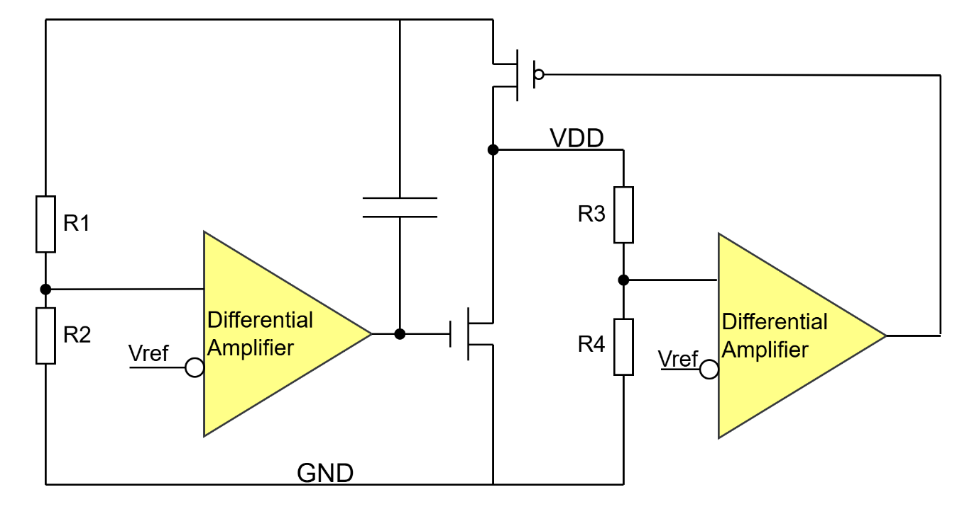 VDD
R1
R3
R2
Differential
Amplifier
Vref
R4
Differential
Amplifier
Vref
GND